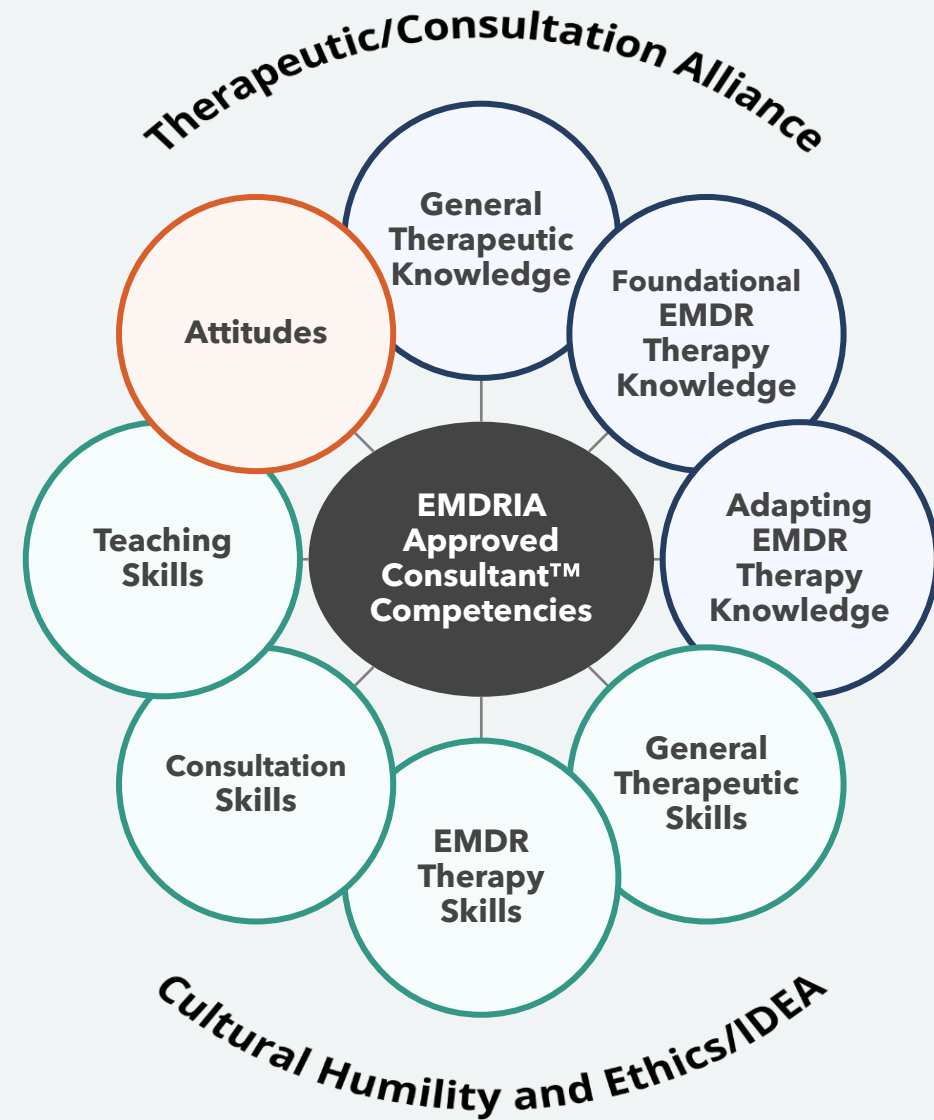 Therapeutic/Consultation Alliance
General
Therapeutic
Knowledge
Foundational
EMDR
Therapy
Knowledge
Adapting
EMDR
Therapy
Knowledge
General
Therapeutic
Skills
EMDR
Therapy
Skills
Consultation
Skills
Teaching
Skills
Attitudes
EMDRIA
Approved
Consultant™
Competencies
Cultural Humility and Ethics/IDEA